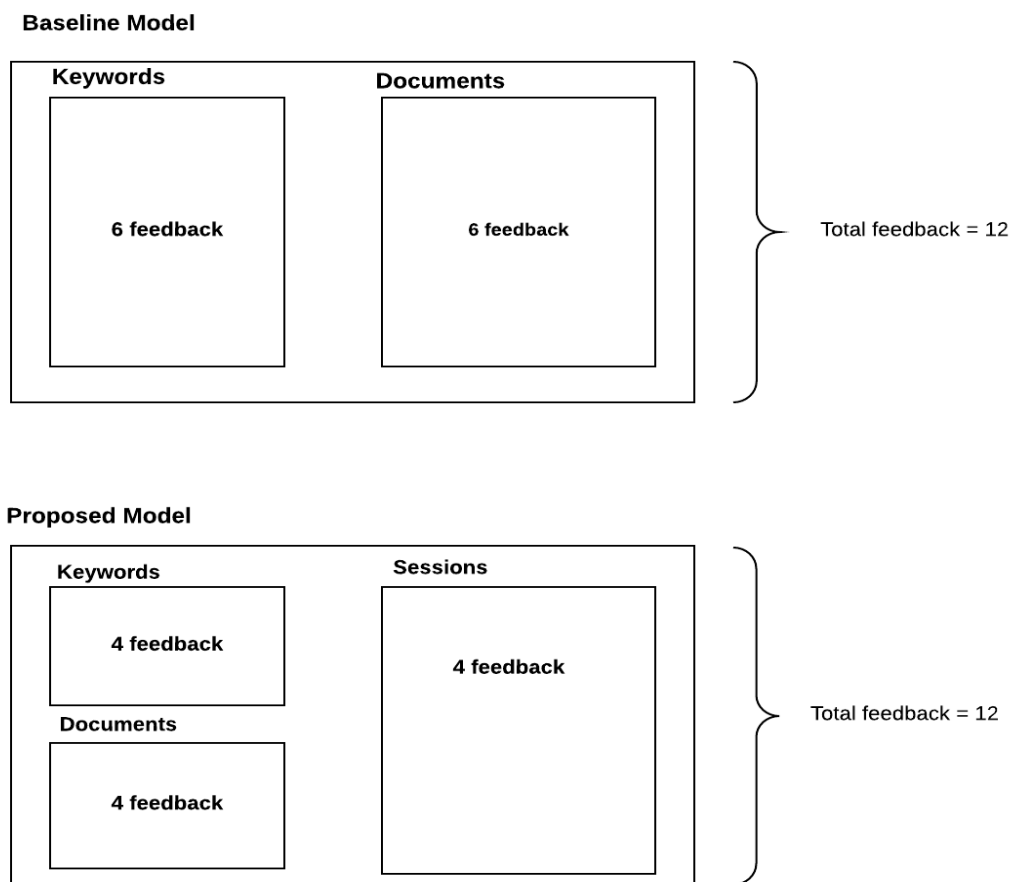 Baseline Model
Keywords
Documents
6 feedback
6 feedback
Total feedback = 12
Proposed Model
Keywords
Sessions
4 feedback
4 feedback
Documents
4 feedback
Total feedback = 12